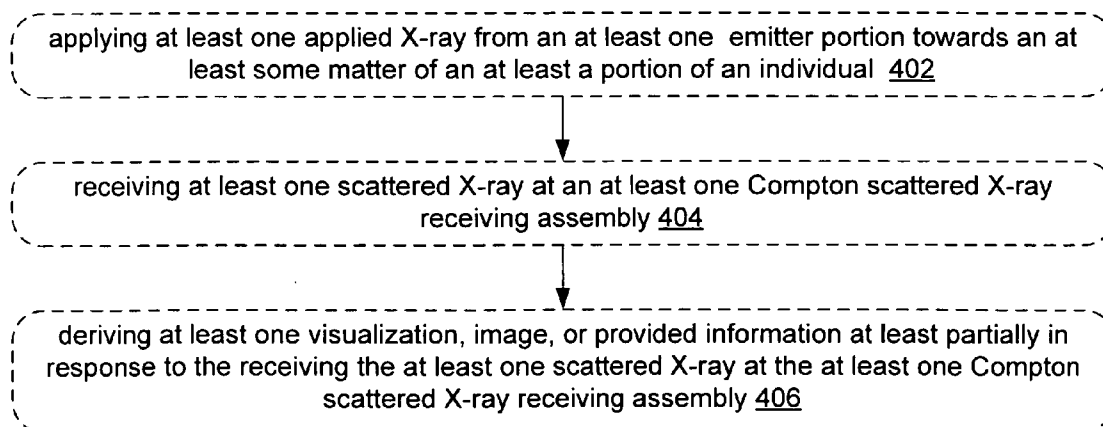 applying at least one applied X-ray from an at least one emitter portion towards an at
least some matter of an at least a portion of an individual 402
receiving at least one scattered X-ray at an at least one Compton scattered X-ray
receiving assembly 404
deriving at least one visualization, image, or provided information at least partially in
response to the receiving the at least one scattered X-ray at the at least one Compton
scattered X-ray receiving assembly 406